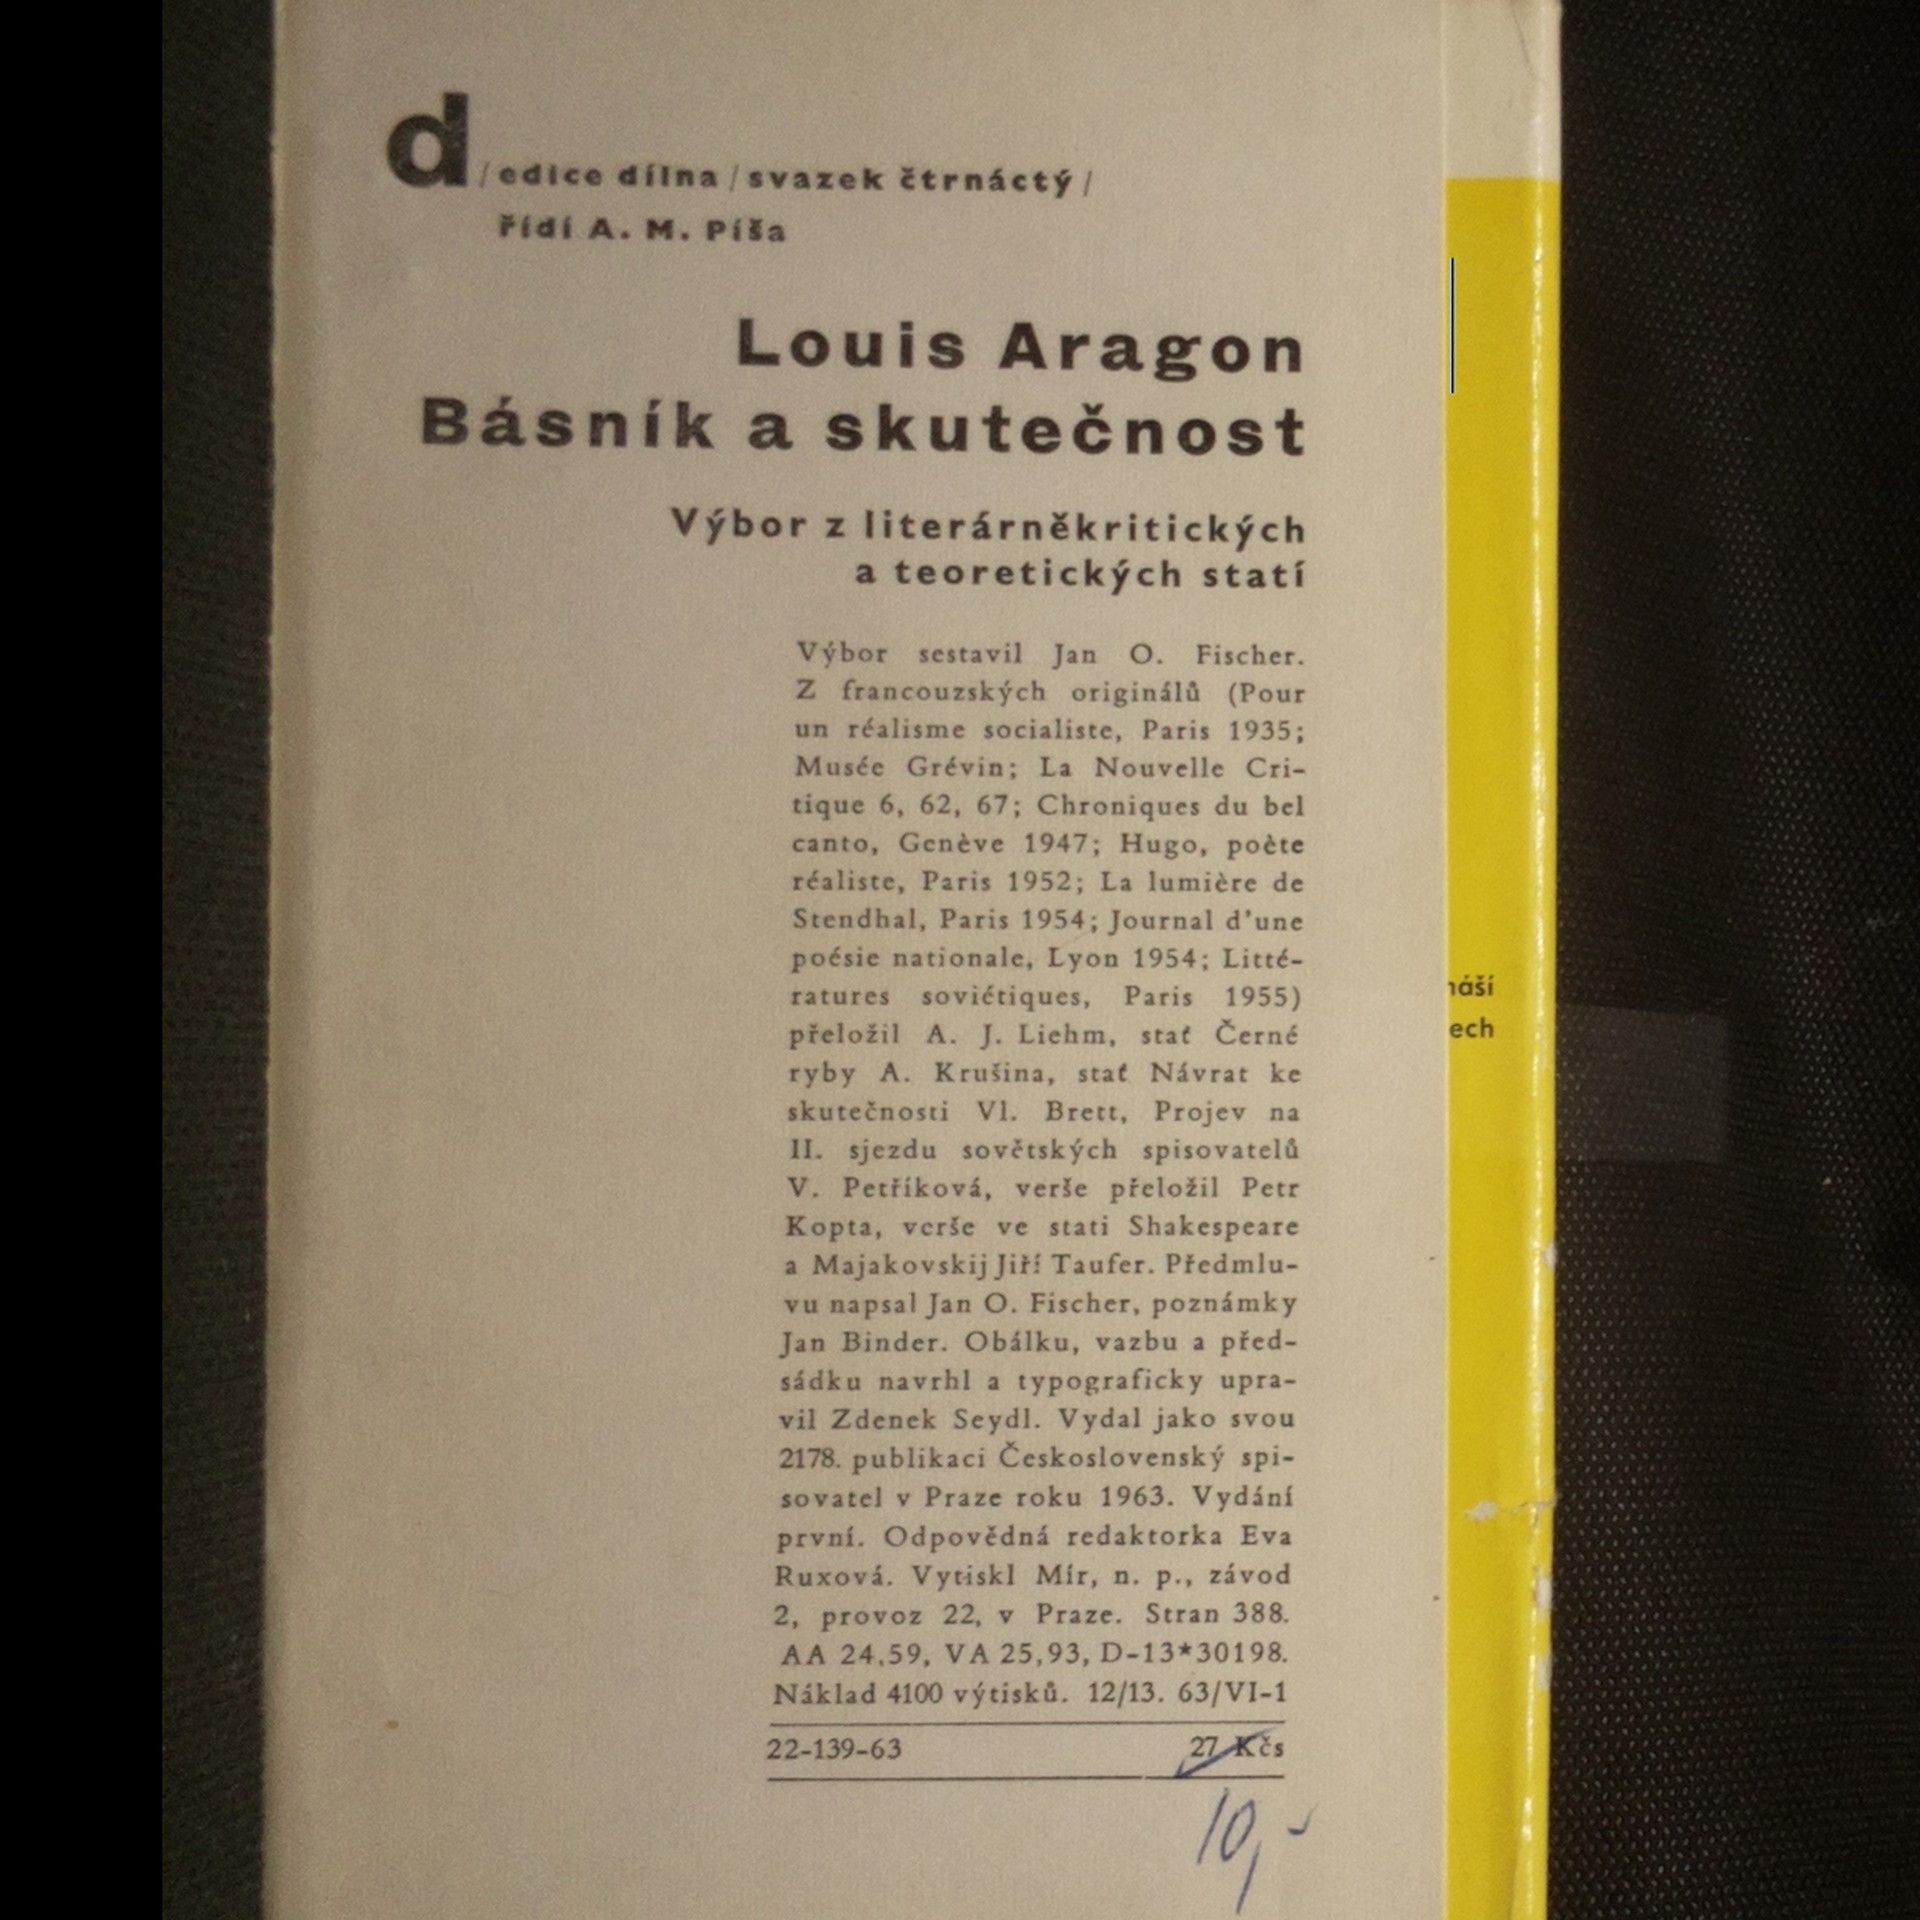 d /edice dílna/svazek čtrnáctý/
řídí A. M. Píša
Louis Aragon
Básník a skutečnost
Výbor z literárněkritických
a teoretických statí
Výbor sestavil Jan O. Fischer.
Z francouzských originálů (Pour
un réalisme socialiste, Paris 1935;
Musée Grévin; La Nouvelle Cri-
tique 6, 62, 67; Chroniques du bel
canto, Genève 1947; Hugo, poète
réaliste, Paris 1952; La lumière de
Stendhal, Paris 1954; Journal d'une
poésie nationale, Lyon 1954; Litté-
ratures soviétiques, Paris 1955)
přeložil A. J. Liehm, stať Černé
ryby A. Krušina, stať Návrat ke
skutečnosti Vl. Brett, Projev na
II. sjezdu sovětských spisovatelů
V. Petříková, verše přeložil Petr
Kopta, verše ve stati Shakespeare
a Majakovskij Jiří Taufer. Předmlu-
vu napsal Jan O. Fischer, poznámky
Jan Binder. Obálku, vazbu a před-
sádku navrhl a typograficky upra-
vil Zdenek Seydl. Vydal jako svou
2178. publikaci Československý spi-
sovatel v Praze roku 1963. Vydání
první. Odpovědná redaktorka Eva
Ruxová. Vytiskl Mír, n. p., závod
2, provoz 22, v Praze. Stran 388.
AA 24,59, VA 25,93, D-13*30198.
Náklad 4100 výtisků. 12/13. 63/VI-1
22-139-63 27 Kčs
10,-
náší
ech